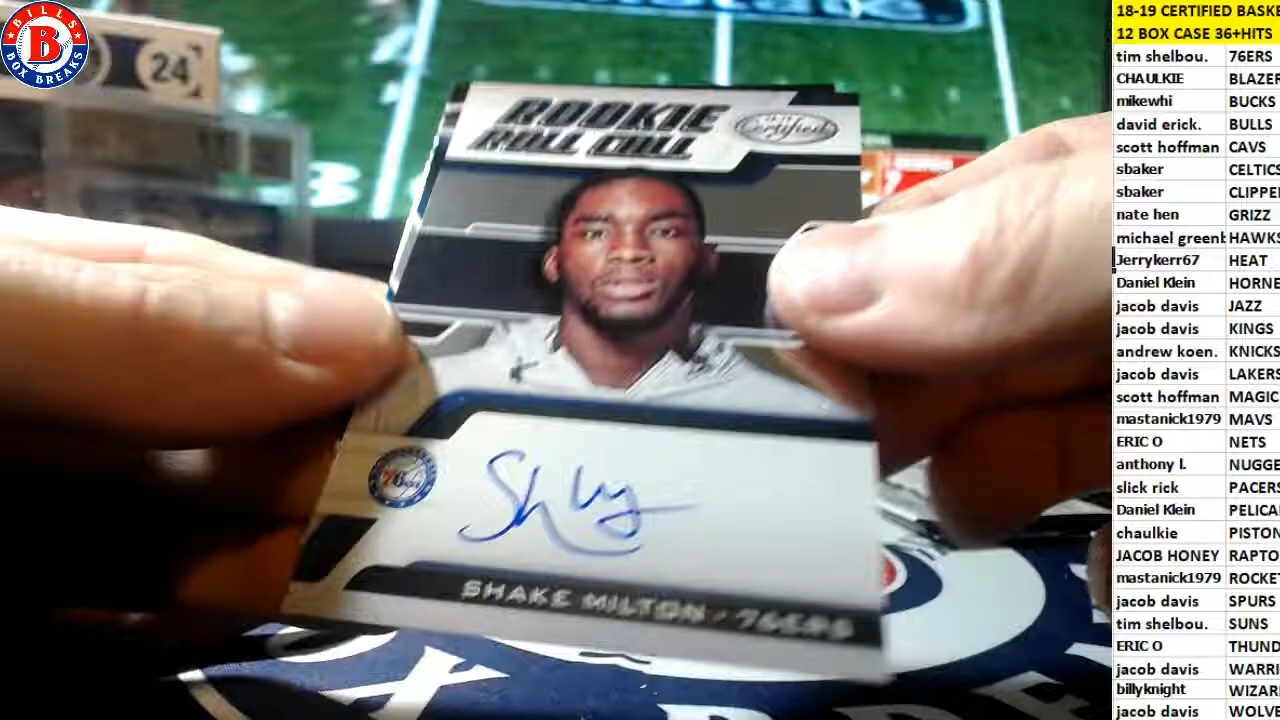 BILLS
B
BOX BREAKS
24
ROOKIE
ROLL CALL
Certified
76ers
SHAKE MILTON · 76ERS
18-19 CERTIFIED BASKE
12 BOX CASE 36+HITS
tim shelbou. 76ERS
CHAULKIE BLAZER
mikewhi BUCKS
david erick. BULLS
scott hoffman CAVS
sbaker CELTICS
sbaker CLIPPE
nate hen GRIZZ
michael greenb HAWKS
Jerrykerr67 HEAT
Daniel Klein HORNE
jacob davis JAZZ
jacob davis KINGS
andrew koen. KNICKS
jacob davis LAKERS
scott hoffman MAGIC
mastanick1979 MAVS
ERIC O NETS
anthony l. NUGGE
slick rick PACERS
Daniel Klein PELICA
chaulkie PISTON
JACOB HONEY RAPTO
mastanick1979 ROCKET
jacob davis SPURS
tim shelbou. SUNS
ERIC O THUND
jacob davis WARRI
billyknight WIZAR
jacob davis WOLVE